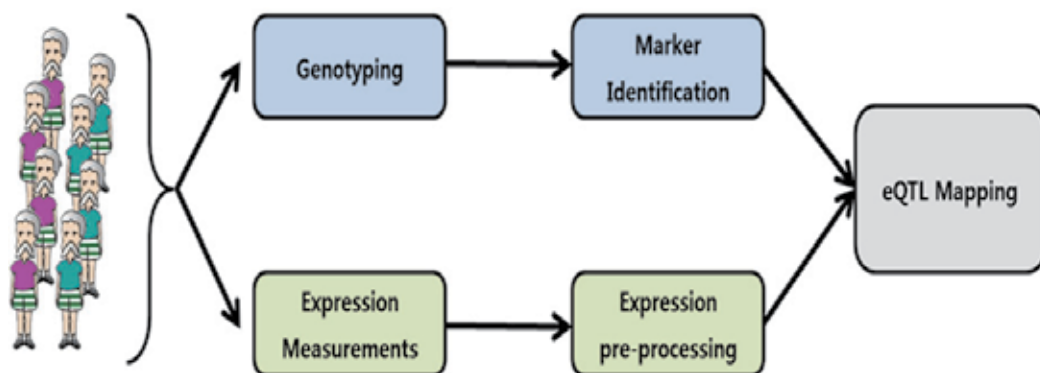 Genotyping
Marker
Identification
eQTL Mapping
Expression
Measurements
Expression
pre-processing